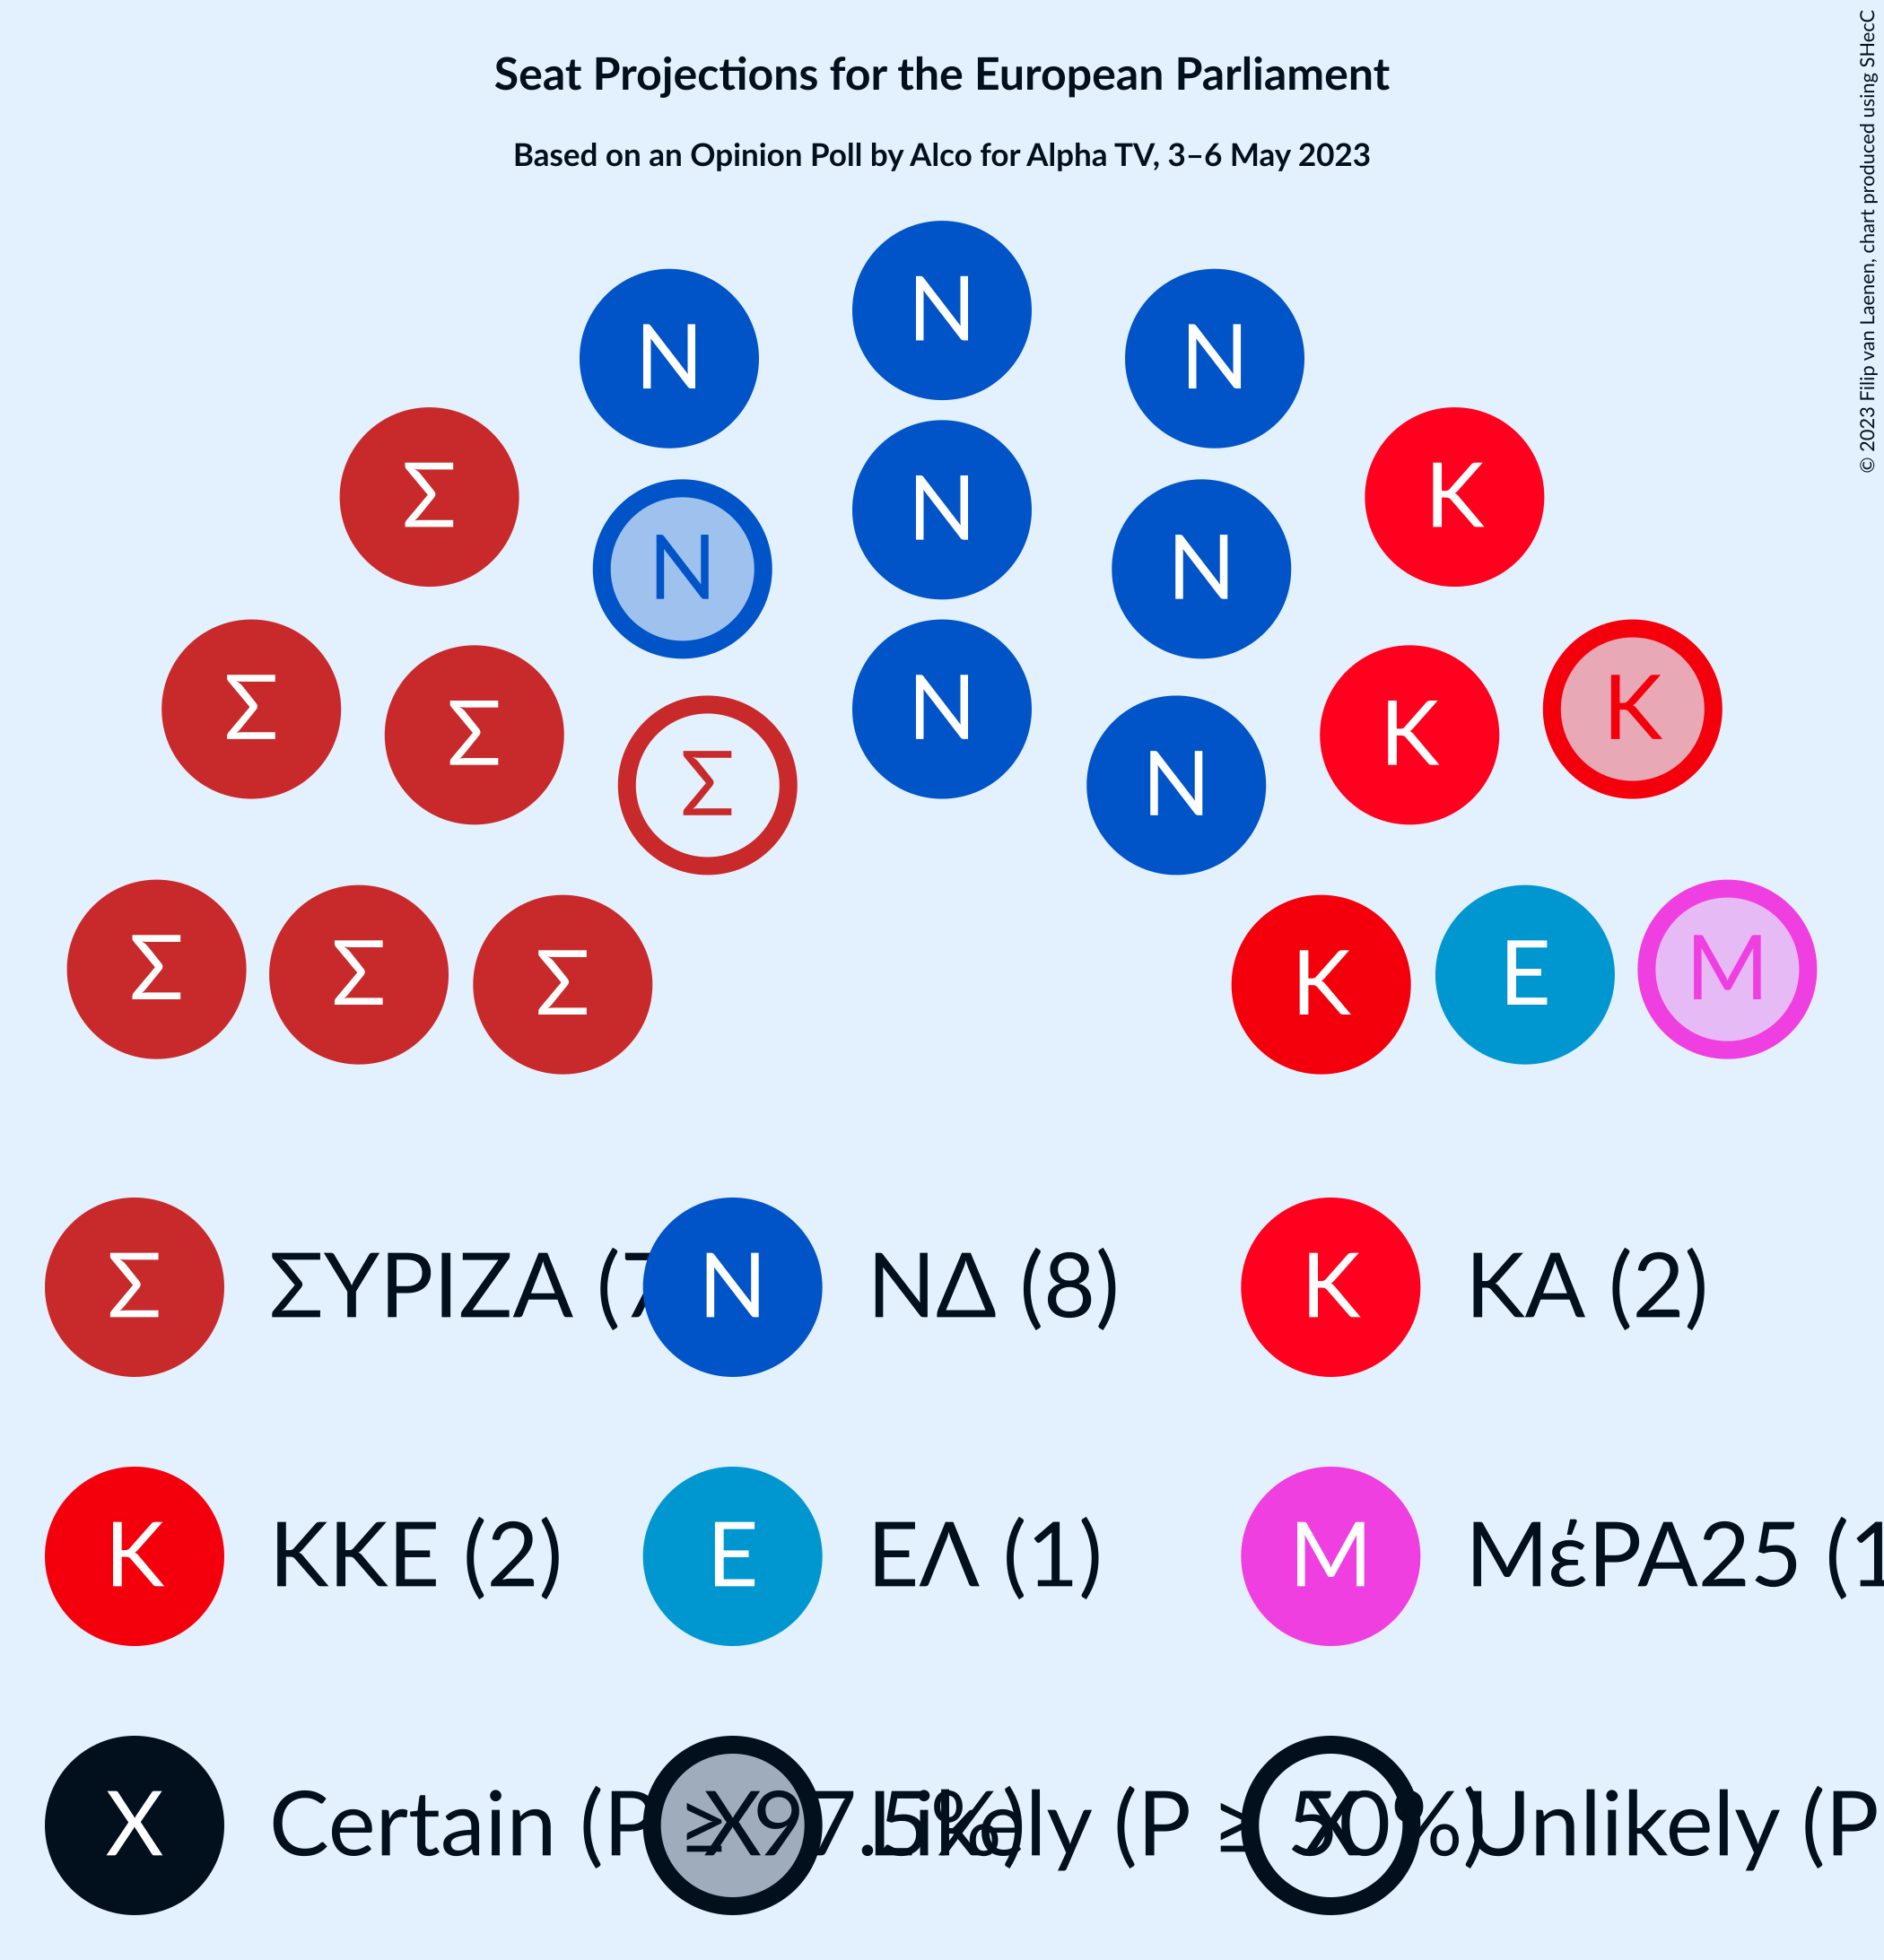 Seat Projections for the European Parliament
Based on an Opinion Poll by Alco for Alpha TV, 3–6 May 2023
© 2023 Filip van Laenen, chart produced using SHecC
N N N
Σ N N N K
Σ Σ Σ N N K K
Σ Σ Σ K E M
Σ ΣΥΡΙΖΑ (7 N ΝΔ (8) K ΚΑ (2)
K ΚΚΕ (2) E ΕΛ (1) M ΜέΡΑ25 (1
X Certain (P ≥ 97.5%) X Likely (P ≥ 50%) X Unlikely (P